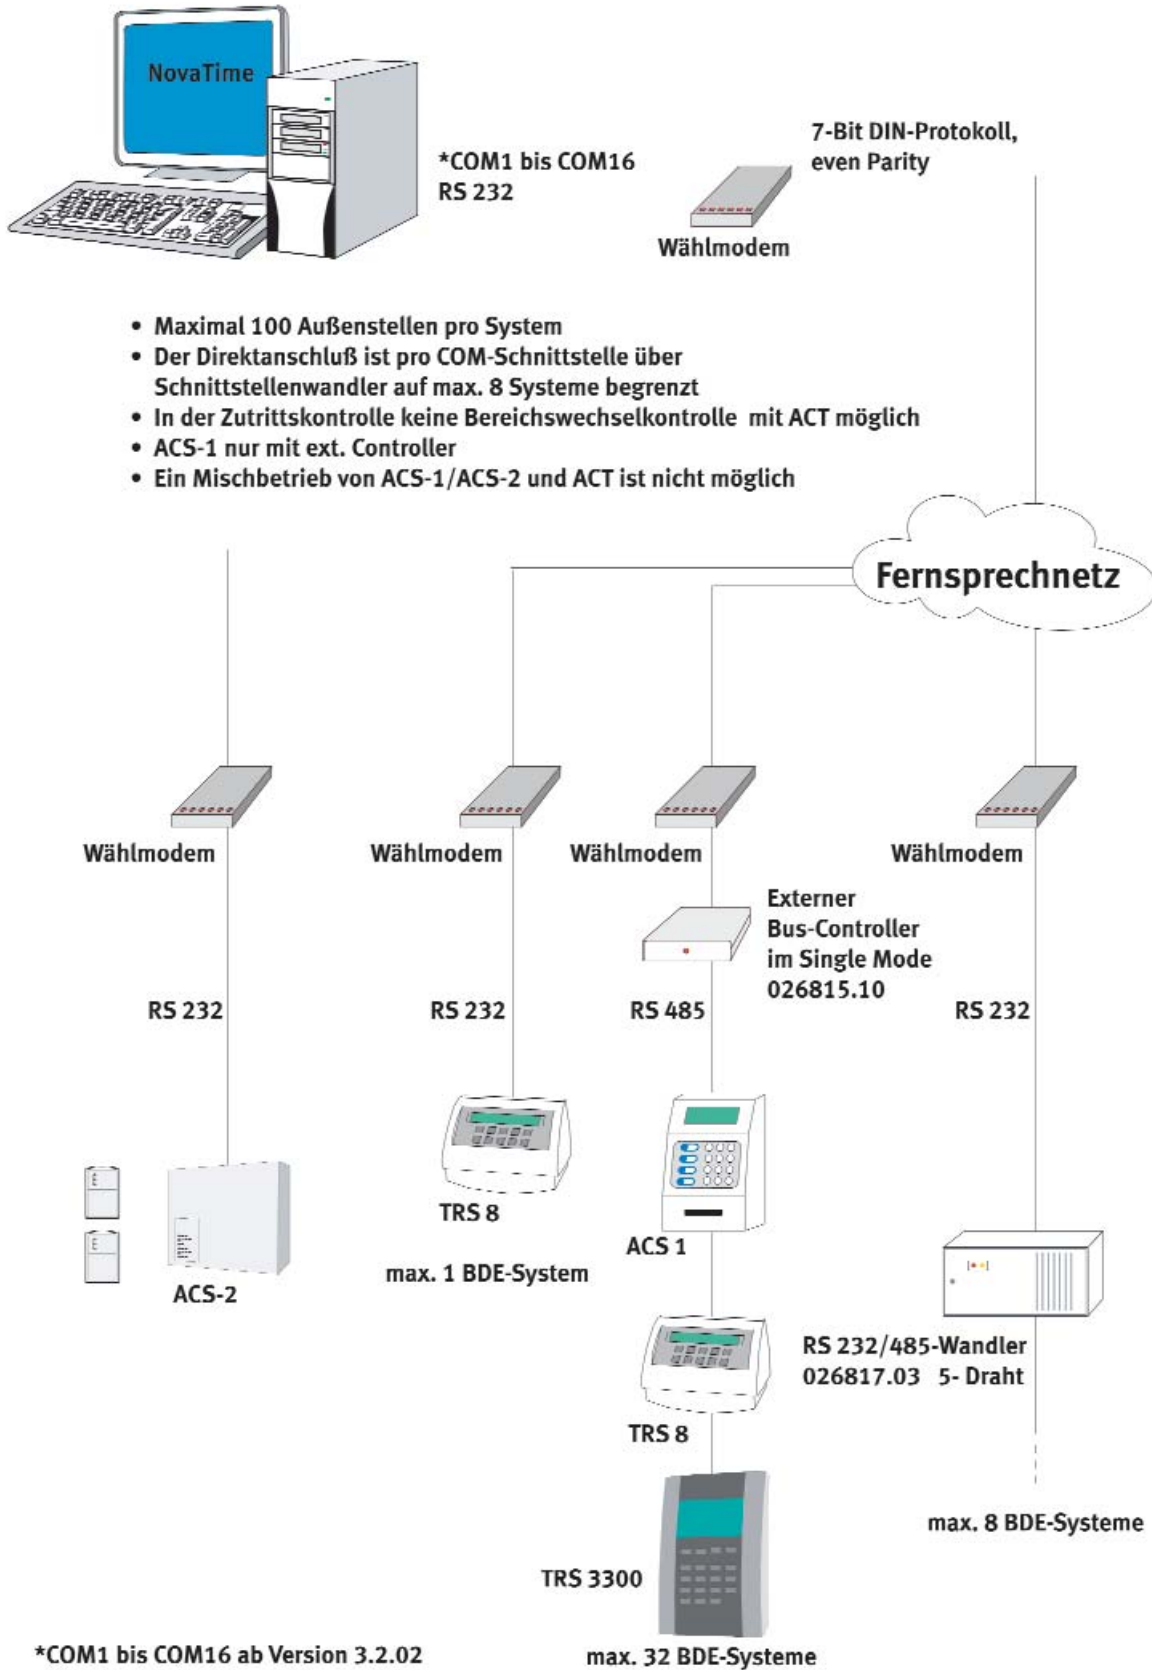 NovaTime
*COM1 bis COM16
RS 232
7-Bit DIN-Protokoll,
even Parity
Wählmodem
• Maximal 100 Außenstellen pro System
• Der Direktanschluß ist pro COM-Schnittstelle über
Schnittstellenwandler auf max. 8 Systeme begrenzt
• In der Zutrittskontrolle keine Bereichswechselkontrolle mit ACT möglich
• ACS-1 nur mit ext. Controller
• Ein Mischbetrieb von ACS-1/ACS-2 und ACT ist nicht möglich
Fernsprechnetz
Wählmodem
Wählmodem
Wählmodem
Wählmodem
Externer
Bus-Controller
im Single Mode
026815.10
RS 232
RS 232
RS 485
RS 232
ACS-2
TRS 8
max. 1 BDE-System
ACS 1
TRS 8
RS 232/485-Wandler
026817.03 5- Draht
max. 8 BDE-Systeme
TRS 3300
max. 32 BDE-Systeme
*COM1 bis COM16 ab Version 3.2.02